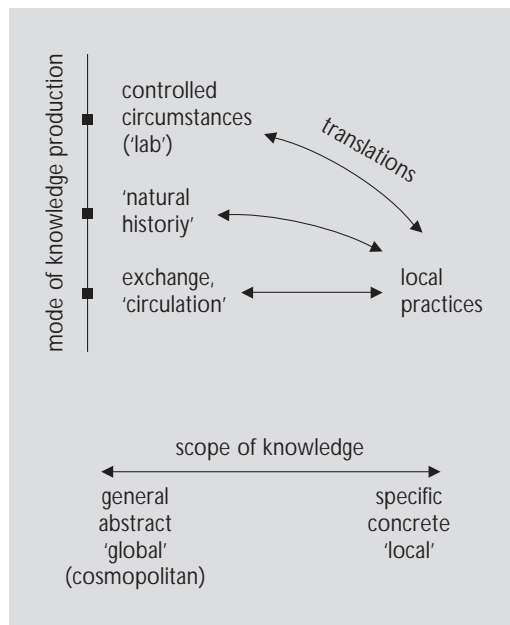 mode of knowledge production
controlled
circumstances
('lab')
translations
'natural
historiy'
exchange,
'circulation'
local
practices
scope of knowledge
general
abstract
'global'
(cosmopolitan)
specific
concrete
'local'